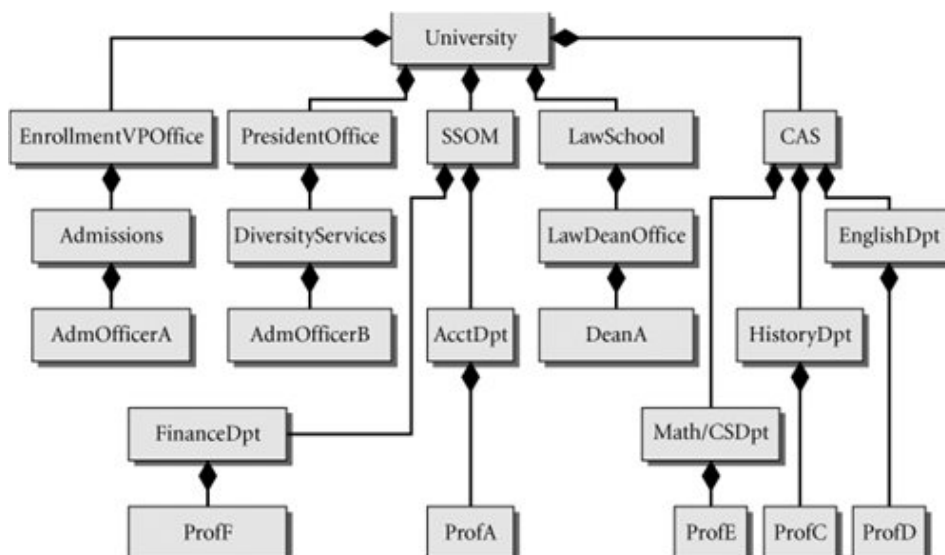 University
EnrollmentVPOffice
PresidentOffice
SSOM
LawSchool
CAS
Admissions
DiversityServices
LawDeanOffice
EnglishDpt
AdmOfficerA
AdmOfficerB
AcctDpt
DeanA
HistoryDpt
FinanceDpt
Math/CSDpt
ProfF
ProfA
ProfE
ProfC
ProfD